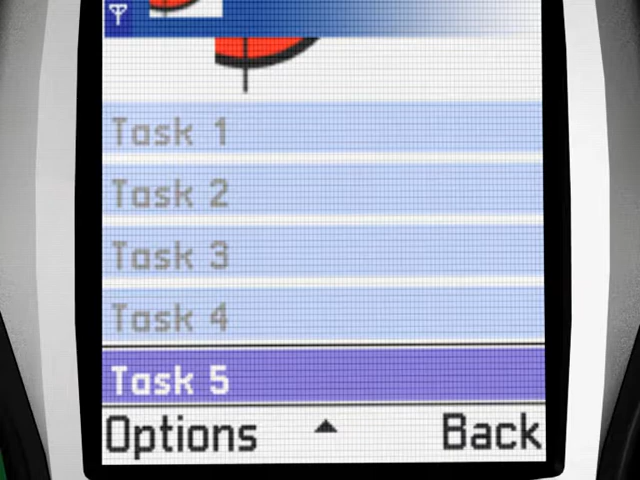 Task 1
Task 2
Task 3
Task 4
Task 5
Options Back